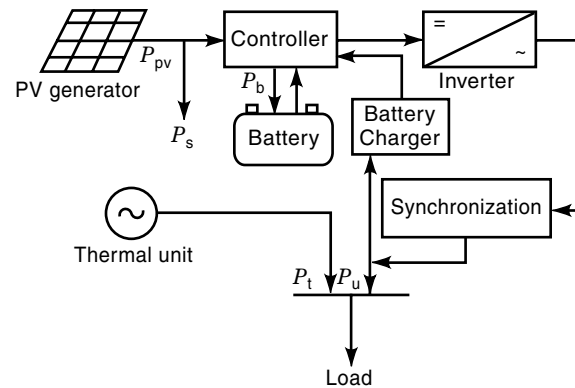 Controller
=
~
P_pv
PV generator
P_b
Inverter
P_s
Battery
Battery
Charger
Synchronization
~
Thermal unit
P_t
P_u
Load